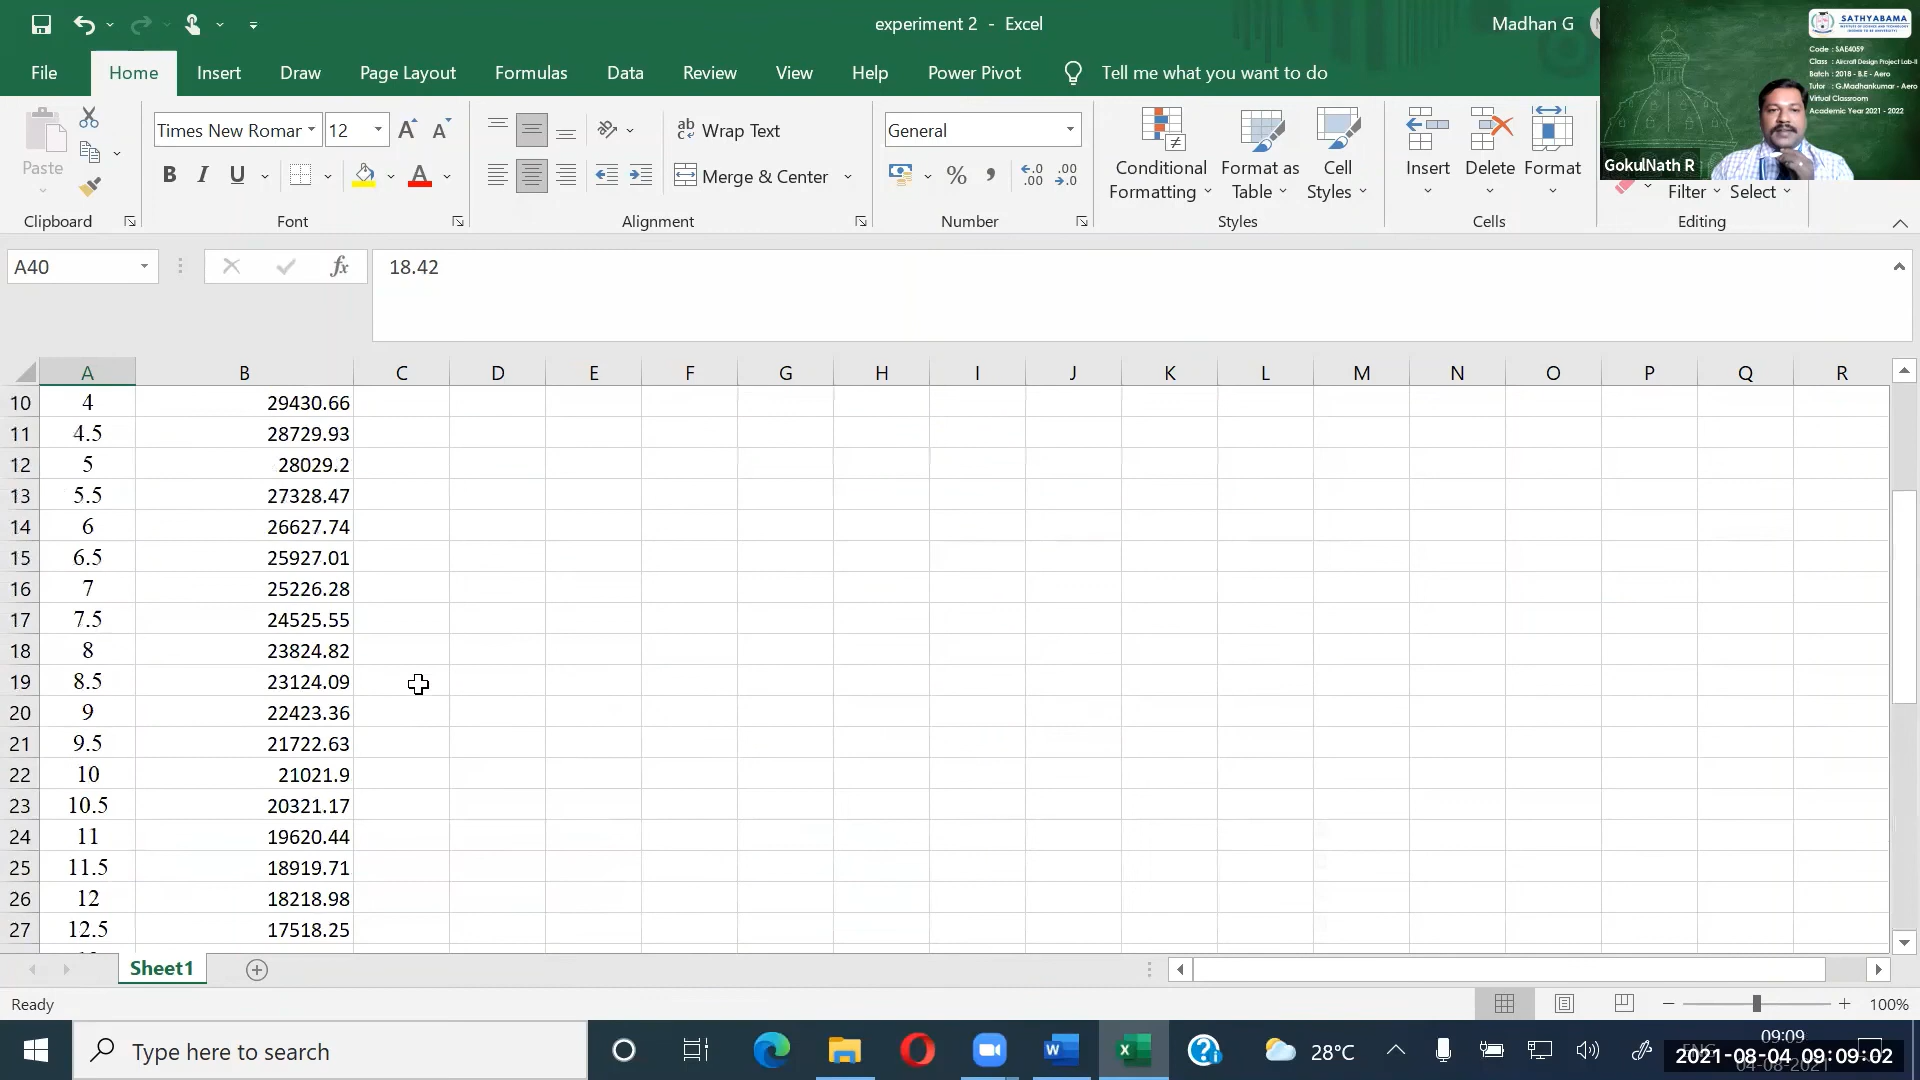 experiment 2 - Excel
Madhan G
File Home Insert Draw Page Layout Formulas Data Review View Help Power Pivot Tell me what you want to do
SATHYABAMA
Code : SAE4059
Class : Aircraft Design Project Lab-II
Batch : 2018 - B.E - Aero
Tutor : G.Madhankumar - Aero
Virtual Classroom
Academic Year 2021 - 2022
GokulNath R
Paste
Times New Romar 12
B I U
Wrap Text
Merge & Center
General
Conditional Formatting
Format as Table
Cell Styles
Insert
Delete
Format
Filter
Select
Clipboard Font Alignment Number Styles Cells Editing
A40 fx 18.42
A B C D E F G H I J K L M N O P Q R
10 4 29430.66
11 4.5 28729.93
12 5 28029.2
13 5.5 27328.47
14 6 26627.74
15 6.5 25927.01
16 7 25226.28
17 7.5 24525.55
18 8 23824.82
19 8.5 23124.09
20 9 22423.36
21 9.5 21722.63
22 10 21021.9
23 10.5 20321.17
24 11 19620.44
25 11.5 18919.71
26 12 18218.98
27 12.5 17518.25
Sheet1
Ready
100%
Type here to search
28°C
09:09
2021-08-04 09:09:02